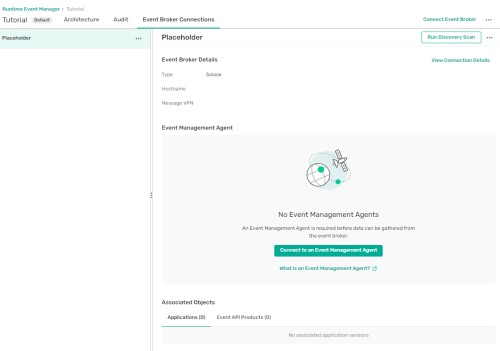 Runtime Event Manager › Tutorial
Tutorial Default Architecture Audit Event Broker Connections Connect Event Broker
Placeholder
Placeholder Run Discovery Scan
Event Broker Details View Connection Details
Type Solace
Hostname
Message VPN
Event Management Agent
No Event Management Agents
An Event Management Agent is required before data can be gathered from
the event broker.
Connect to an Event Management Agent
What is an Event Management Agent?
Associated Objects
Applications (0) Event API Products (0)
No associated application versions